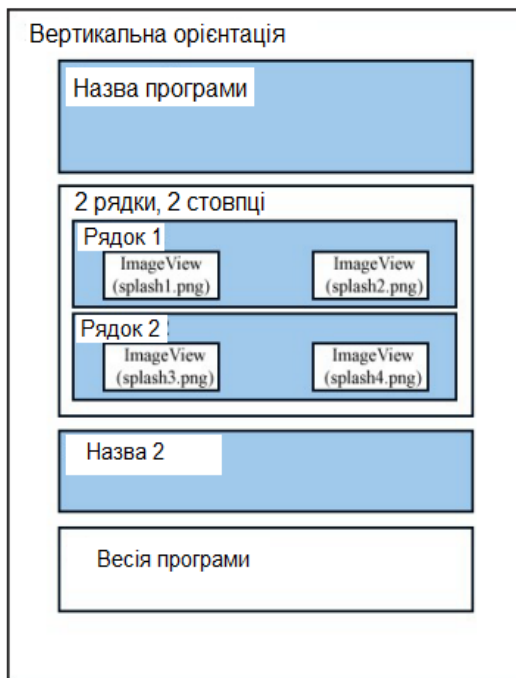 Вертикальна орієнтація
Назва програми
2 рядки, 2 стовпці
Рядок 1
ImageView
(splash1.png)
ImageView
(splash2.png)
Рядок 2
ImageView
(splash3.png)
ImageView
(splash4.png)
Назва 2
Весія програми